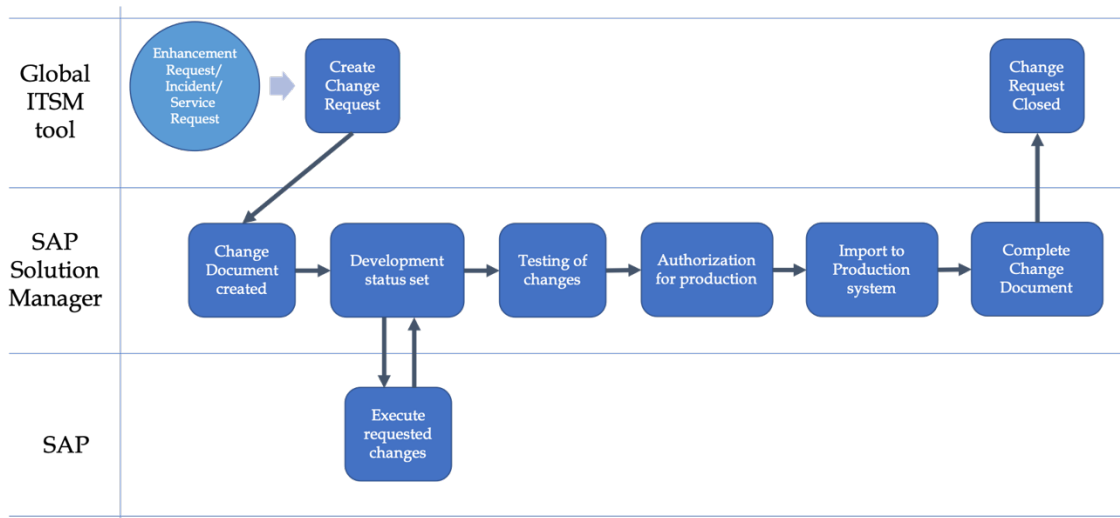 Global
ITSM
tool
Enhancement
Request/
Incident/
Service
Request
Create
Change
Request
Change
Request
Closed
SAP
Solution
Manager
Change
Document
created
Development
status set
Testing of
changes
Authorization
for production
Import to
Production
system
Complete
Change
Document
SAP
Execute
requested
changes